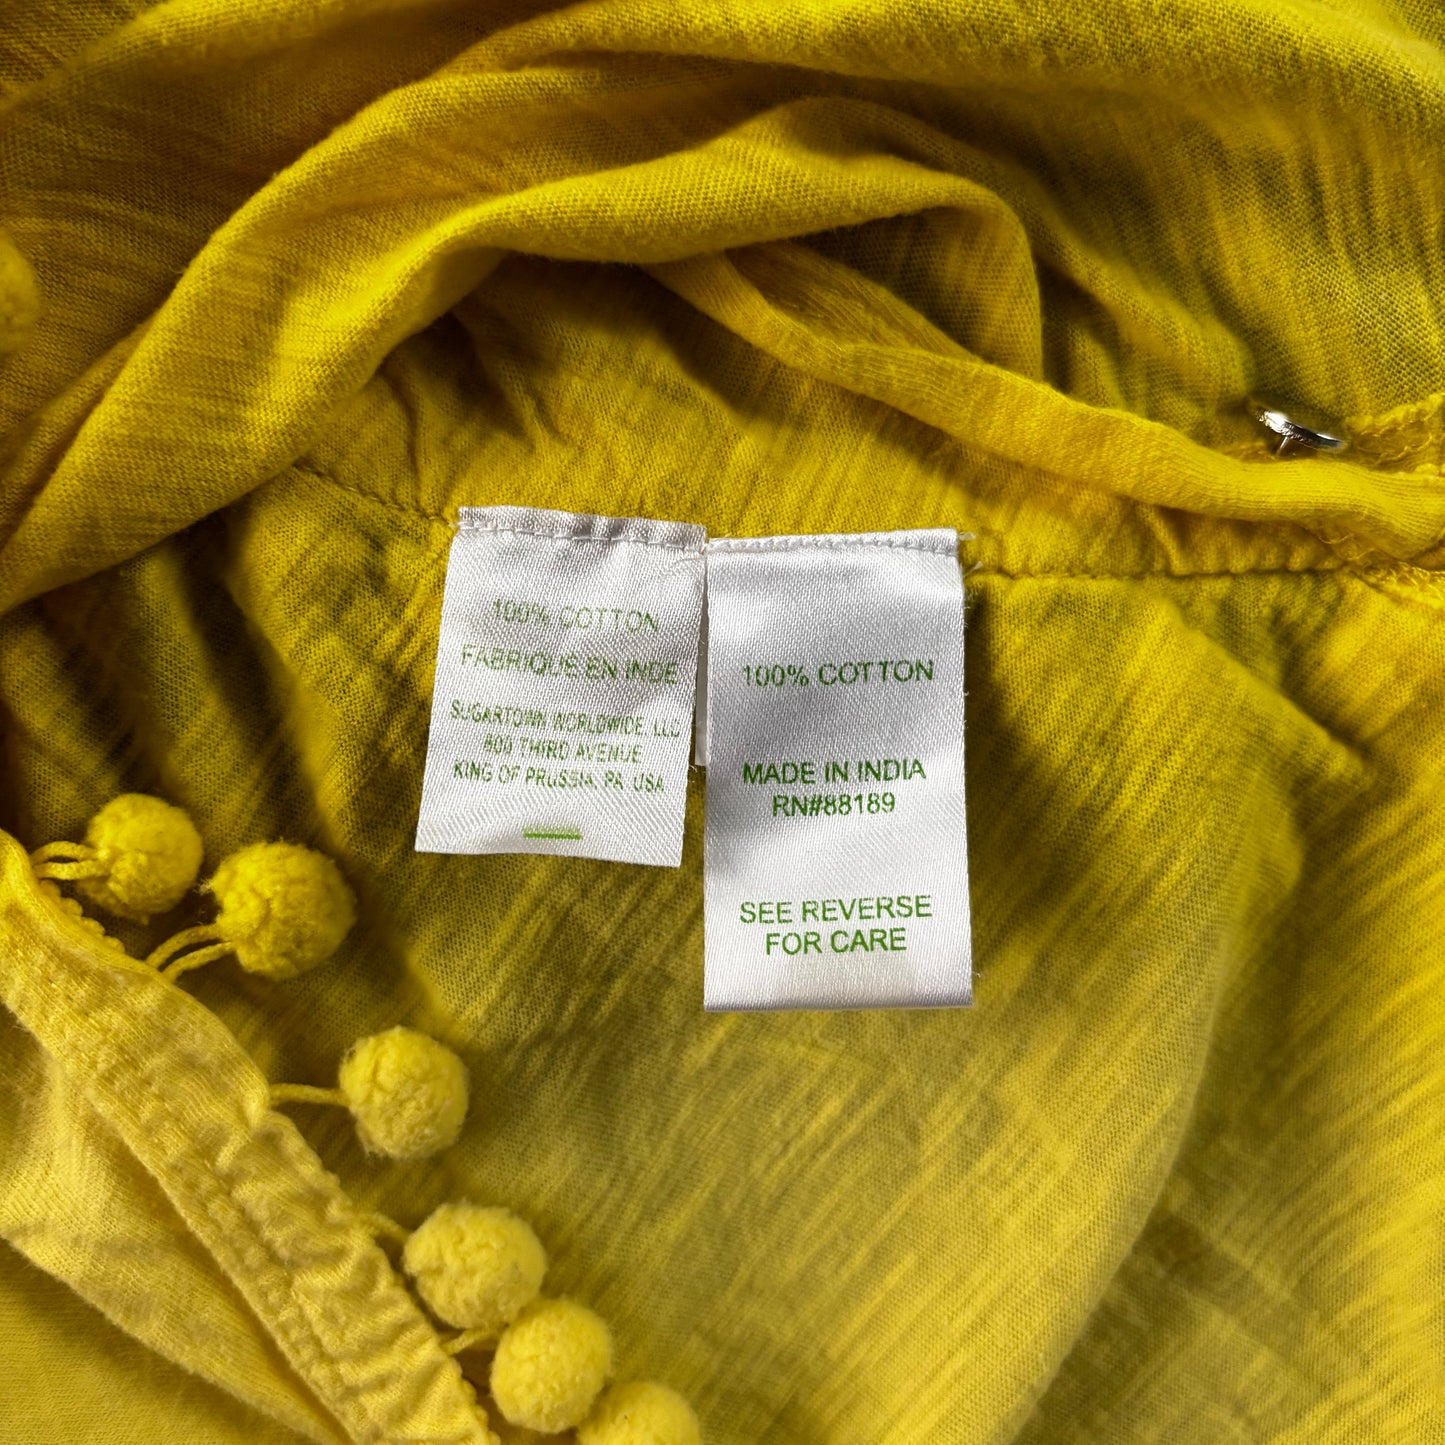 100% COTTON
FABRIQUE EN INDE
SUGARTOWN WORLDWIDE, LLC
800 THIRD AVENUE
KING OF PRUSSIA, PA USA
100% COTTON
MADE IN INDIA
RN#88189
SEE REVERSE
FOR CARE